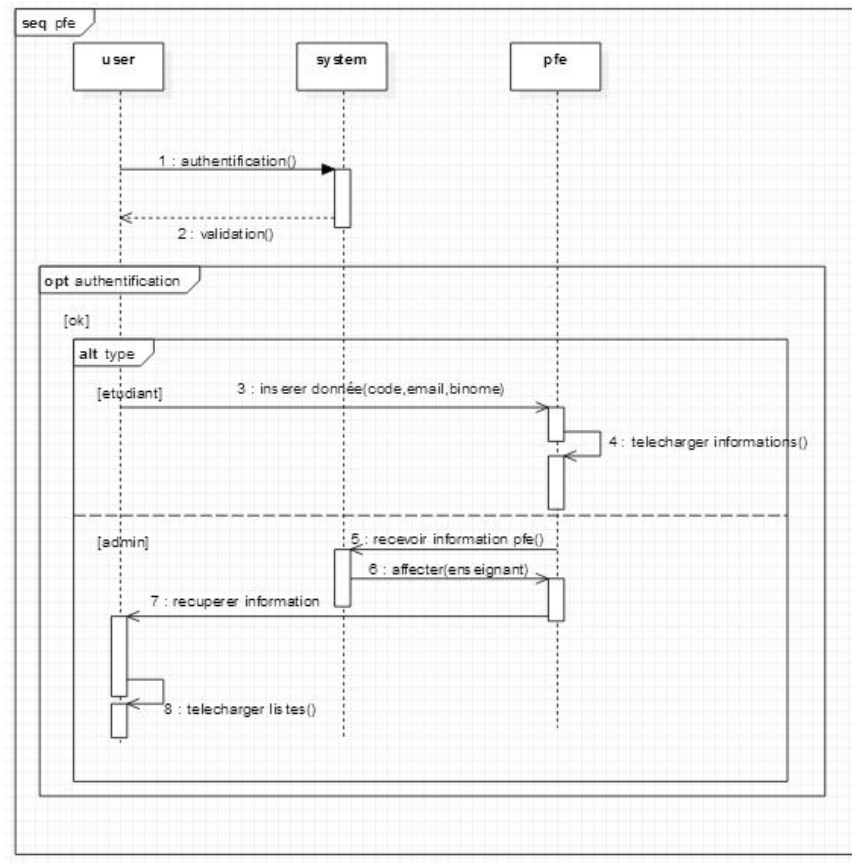 seq pfe
user
system
pfe
1 : authentification()
2 : validation()
opt authentification
[ok]
alt type
[etudiant]
3 : inserer donnée(code,email,binome)
4 : telecharger informations()
[admin]
5 : recevoir information pfe()
6 : affecter(enseignant)
7 : recuperer information
8 : telecharger listes()